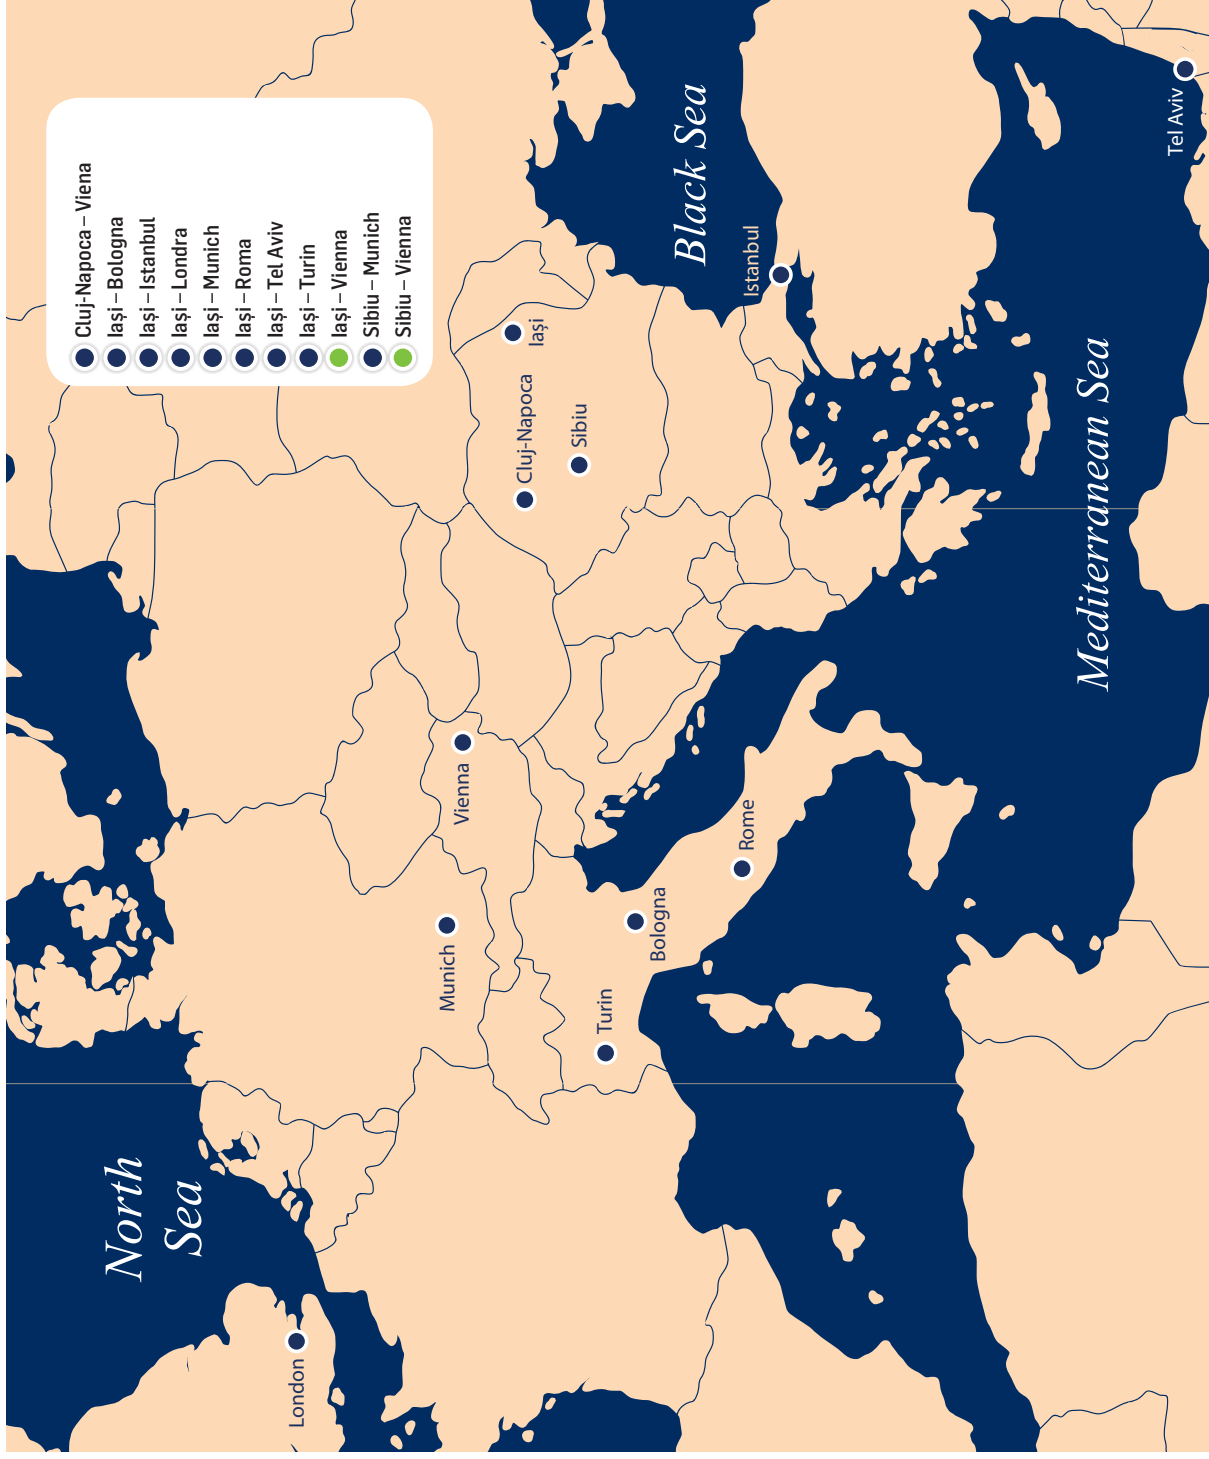 Cluj-Napoca – Viena
Iași – Bologna
Iași – Istanbul
Iași – Londra
Iași – Munich
Iași – Roma
Iași – Tel Aviv
Iași – Turin
Iași – Vienna
Sibiu – Munich
Sibiu – Vienna
North
Sea
London
Munich
Vienna
Cluj-Napoca
Iași
Sibiu
Turin
Bologna
Rome
Black Sea
Istanbul
Mediterranean Sea
Tel Aviv